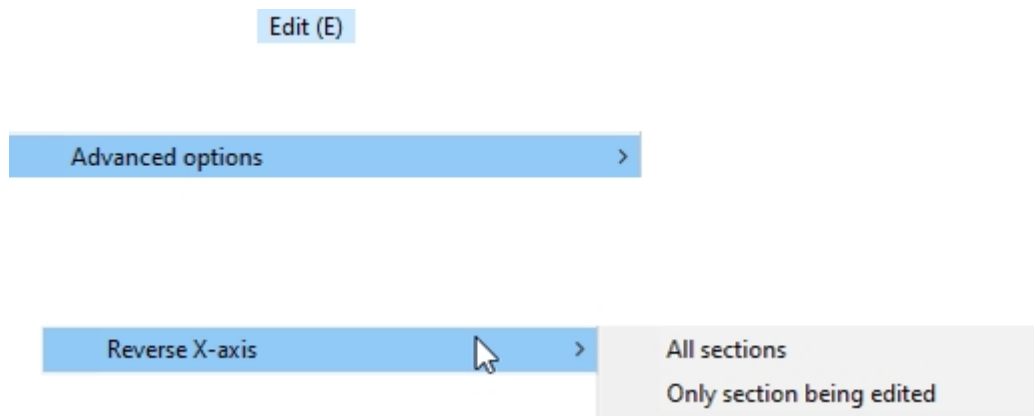 Edit (E)
Advanced options
Reverse X-axis
All sections
Only section being edited